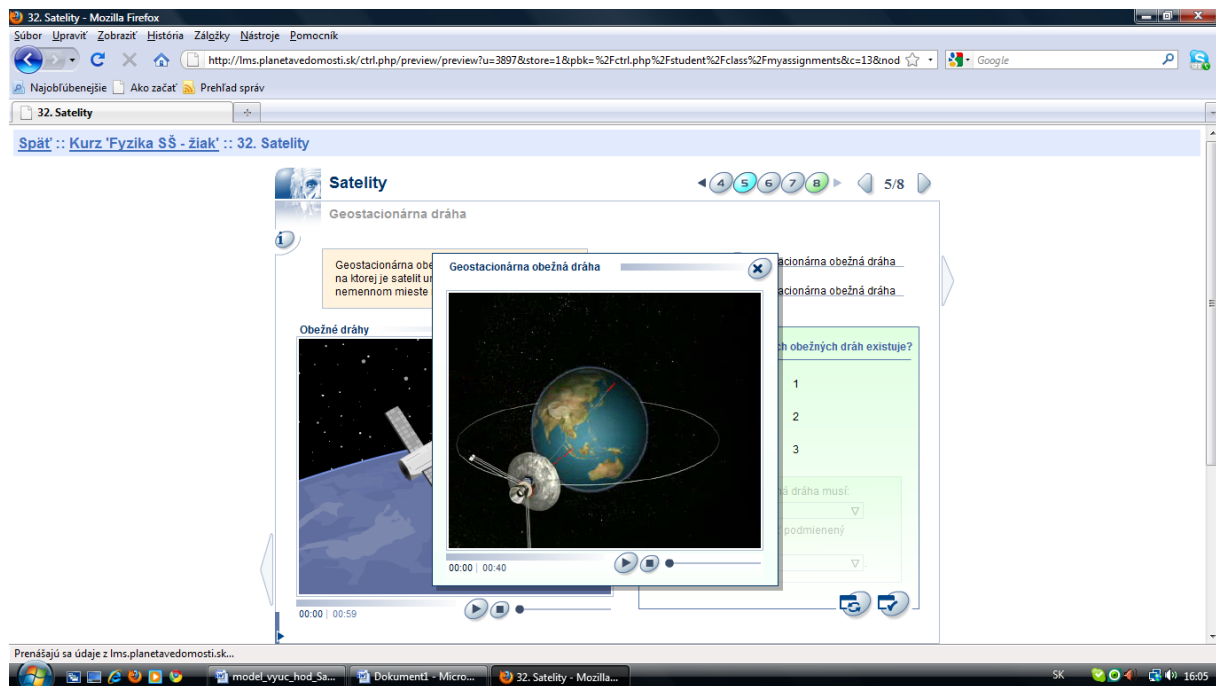 32. Satelity - Mozilla Firefox
Súbor Upraviť Zobraziť História Záložky Nástroje Pomocník
http://lms.planetavedomosti.sk/ctrl.php/preview/preview?u=3897&store=1&pbk=%2Fctrl.php%2Fstudent%2Fclass%2Fmyassignments&c=13&nod
Google
Najobľúbenejšie Ako začať Prehľad správ
32. Satelity
Späť :: Kurz 'Fyzika SŠ - žiak' :: 32. Satelity
Satelity
4 5 6 7 8 5/8
Geostacionárna dráha
i
Geostacionárna obe
na ktorej je satelit
nemennom mieste
Geostacionárna obežná dráha
acionárna obežná dráha
acionárna obežná dráha
Obežné dráhy
ch obežných dráh existuje?
1
2
3
á dráha musí:
podmienený
00:00 | 00:40
00:00 | 00:59
Prenášajú sa údaje z lms.planetavedomosti.sk...
model_vyuc_hod_Sa... Dokument1 - Micro... 32. Satelity - Mozilla... SK 16:05